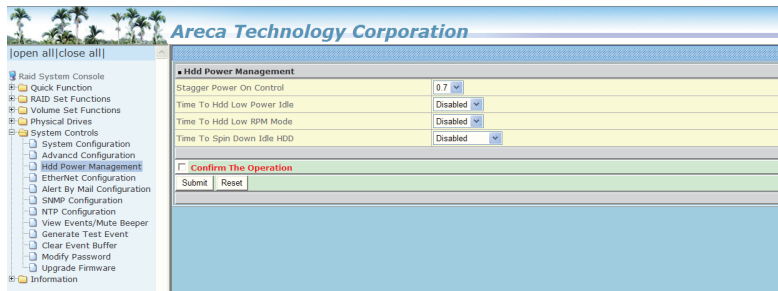 Areca Technology Corporation
|open all|close all|
Raid System Console
Quick Function
RAID Set Functions
Volume Set Functions
Physical Drives
System Controls
System Configuration
Advancd Configuration
Hdd Power Management
EtherNet Configuration
Alert By Mail Configuration
SNMP Configuration
NTP Configuration
View Events/Mute Beeper
Generate Test Event
Clear Event Buffer
Modify Password
Upgrade Firmware
Information
Hdd Power Management
Stagger Power On Control 0.7
Time To Hdd Low Power Idle Disabled
Time To Hdd Low RPM Mode Disabled
Time To Spin Down Idle HDD Disabled
Confirm The Operation
Submit Reset